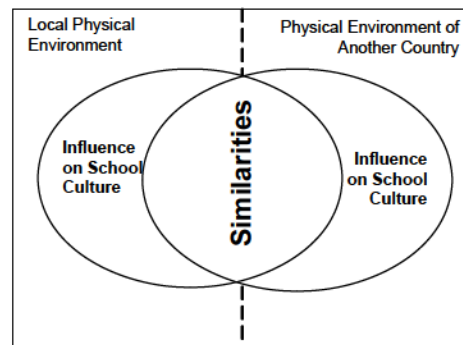 Local Physical
Environment
Physical Environment of
Another Country
Influence
on School
Culture
Similarities
Influence
on School
Culture